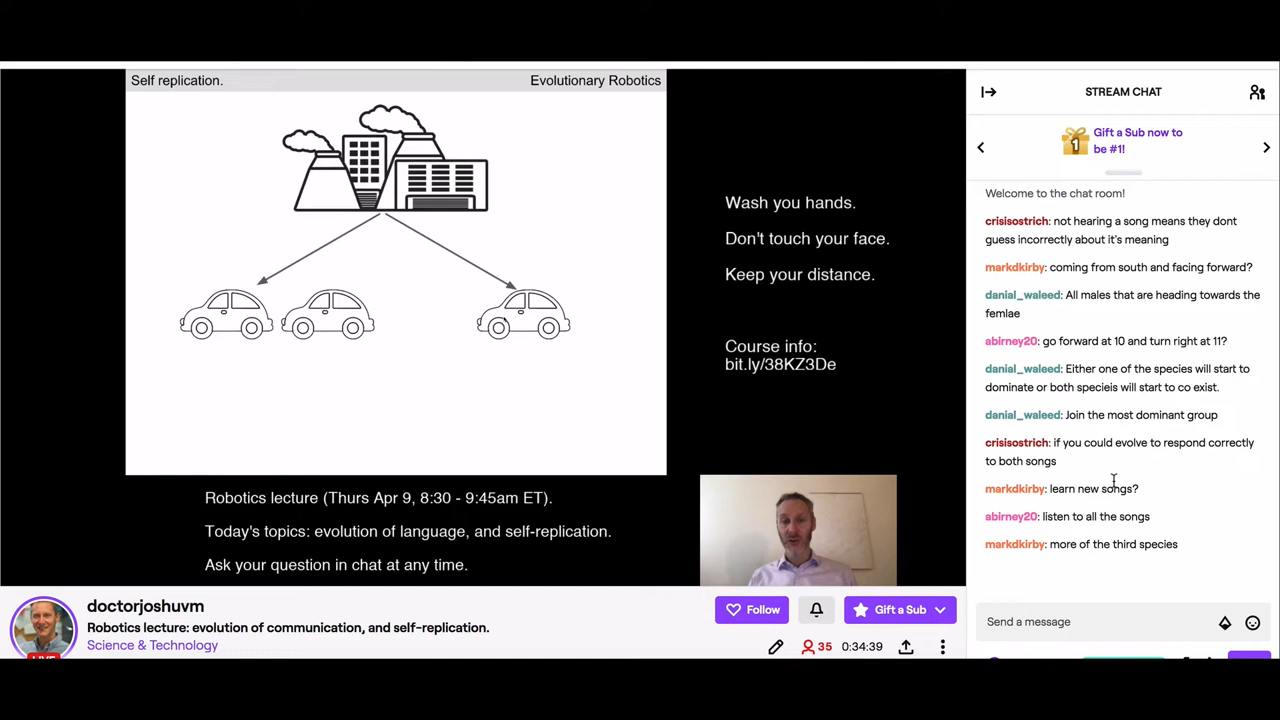 Self replication.
Evolutionary Robotics
Wash you hands.
Don't touch your face.
Keep your distance.
Course info:
bit.ly/38KZ3De
Robotics lecture (Thurs Apr 9, 8:30 - 9:45am ET).
Today's topics: evolution of language, and self-replication.
Ask your question in chat at any time.
doctorjoshuvm
Robotics lecture: evolution of communication, and self-replication.
Science & Technology
LIVE
Follow
Gift a Sub
35
0:34:39
STREAM CHAT
1
Gift a Sub now to
be #1!
Welcome to the chat room!
crisisostrich: not hearing a song means they dont
guess incorrectly about it's meaning
markdkirby: coming from south and facing forward?
danial_waleed: All males that are heading towards the
femlae
abirney20: go forward at 10 and turn right at 11?
danial_waleed: Either one of the species will start to
dominate or both specieis will start to co exist.
danial_waleed: Join the most dominant group
crisisostrich: if you could evolve to respond correctly
to both songs
markdkirby: learn new songs?
abirney20: listen to all the songs
markdkirby: more of the third species
Send a message